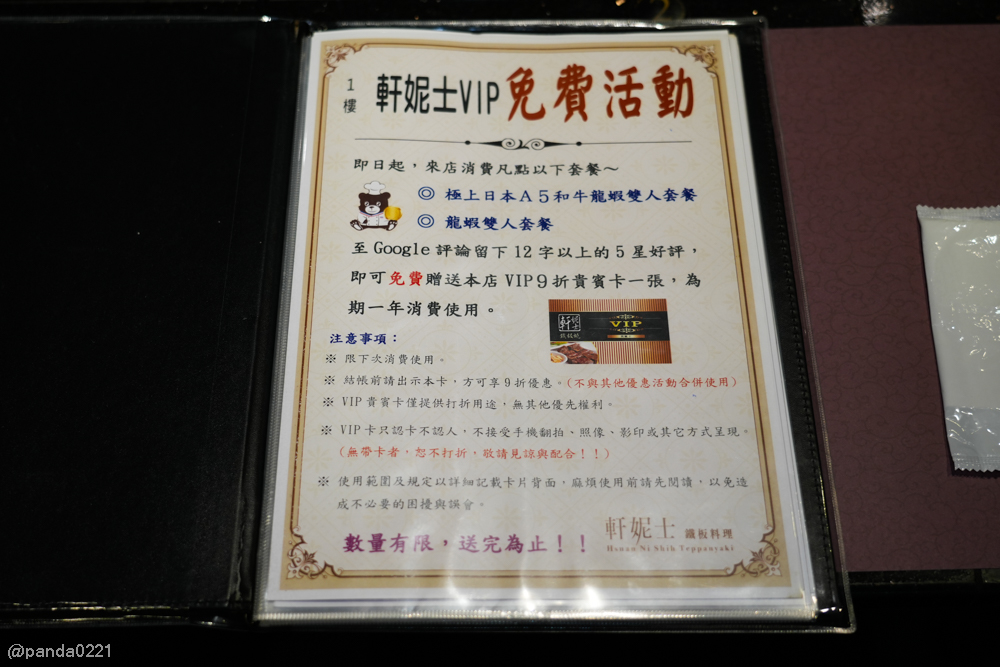 1樓 軒妮士VIP免費活動
即日起，來店消費凡點以下套餐～
◎ 極上日本A5和牛龍蝦雙人套餐
◎ 龍蝦雙人套餐
至Google評論留下12字以上的5星好評，
即可免費贈送本店VIP9折貴賓卡一張，為
期一年消費使用。
軒妮士
VIP
注意事項：
※ 限下次消費使用。
※ 結帳前請出示本卡，方可享9折優惠。(不與其他優惠活動合併使用)
※ VIP貴賓卡僅提供打折用途，無其他優先權利。
※ VIP卡只認卡不認人，不接受手機翻拍、照像、影印或其它方式呈現。
(無帶卡者，恕不打折，敬請見諒與配合！！)
※ 使用範圍及規定以詳細記載卡片背面，麻煩使用前請先閱讀，以免造
成不必要的困擾與誤會。
數量有限，送完為止！！
軒妮士 鐵板料理
Hsuan Ni Shih Teppanyaki
@panda0221